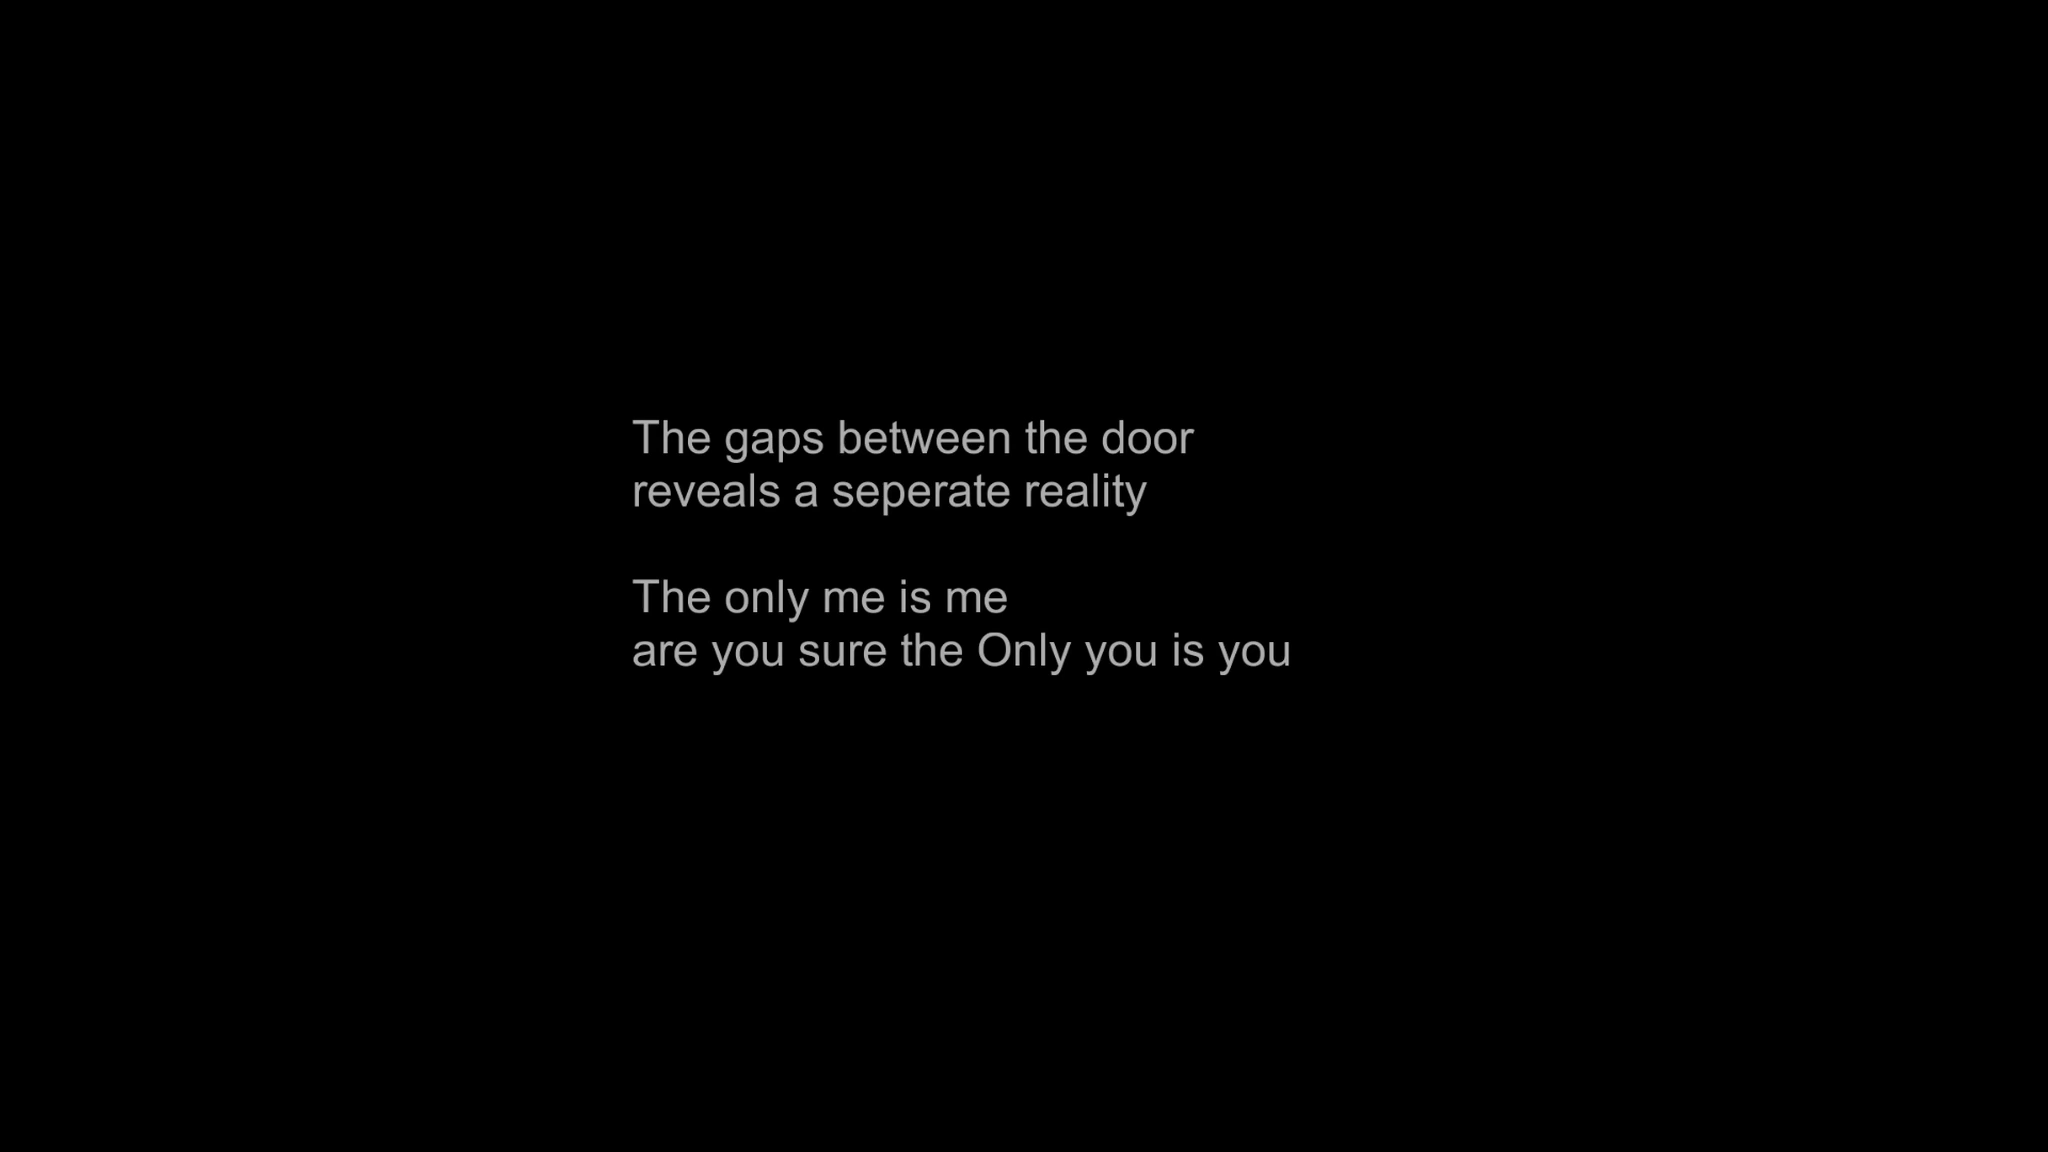 The gaps between the door
reveals a seperate reality
The only me is me
are you sure the Only you is you